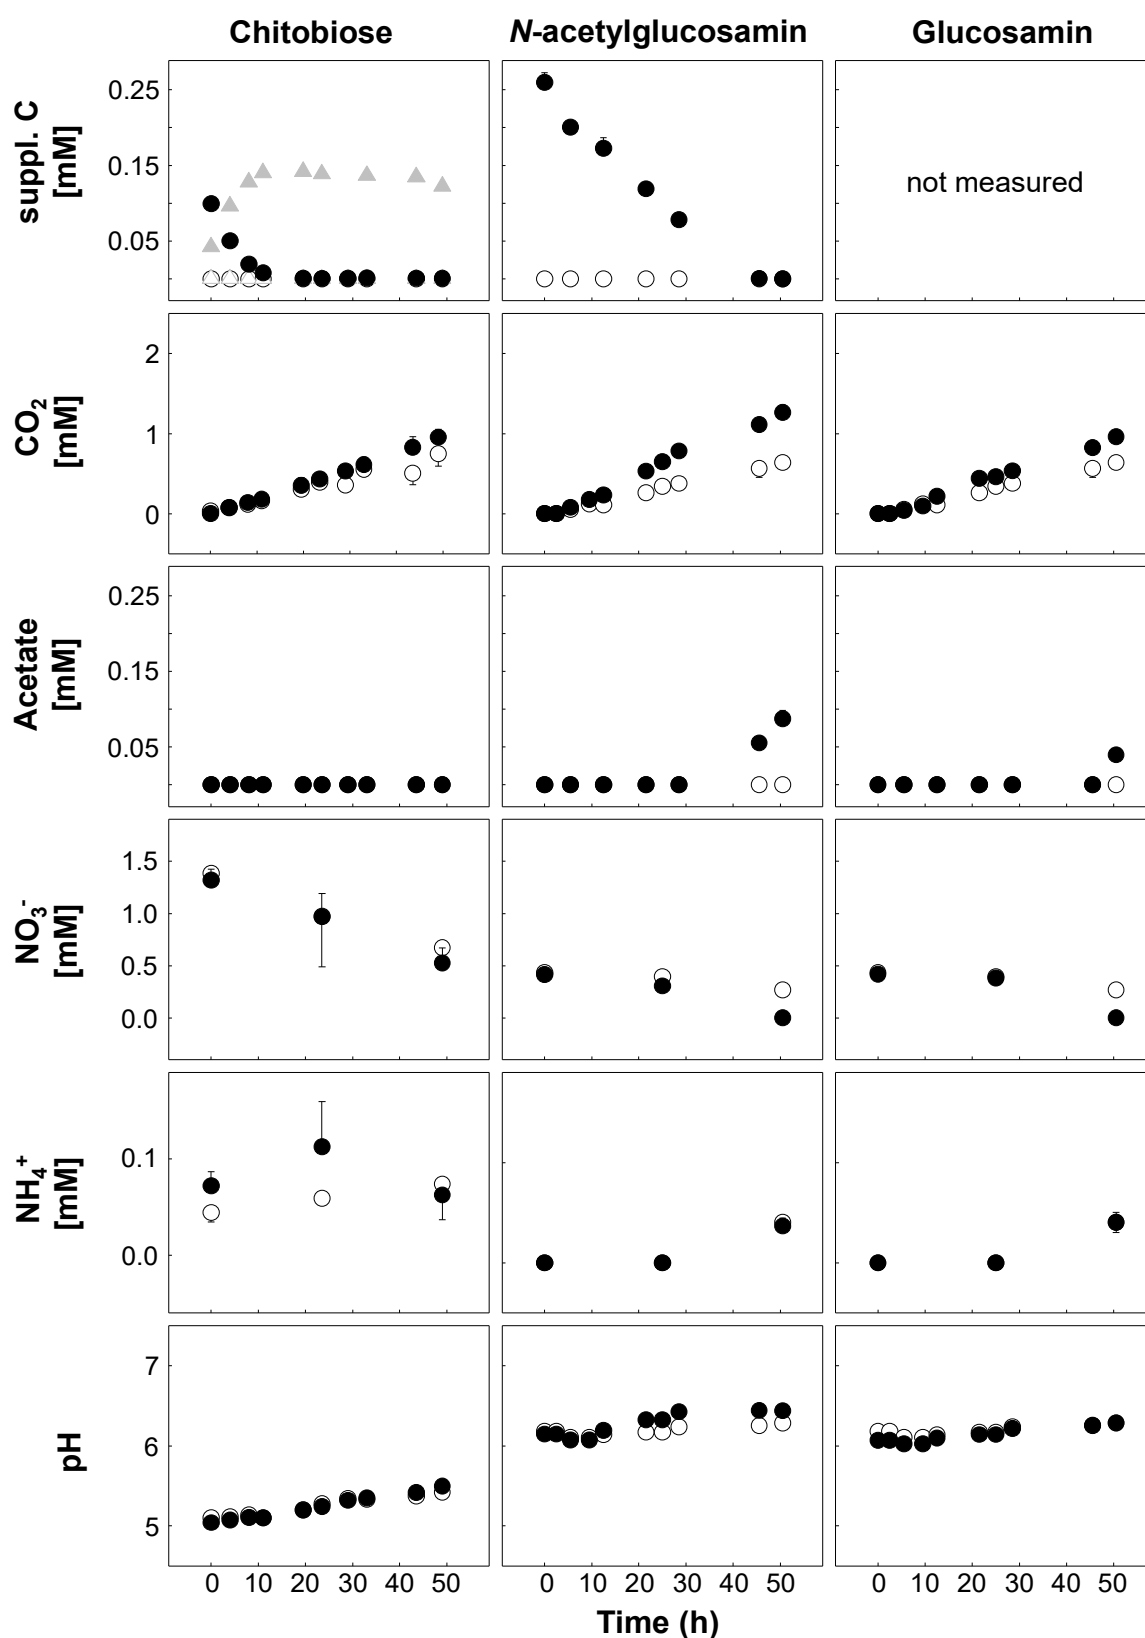 Chitobiose N-acetylglucosamin Glucosamin
suppl. C
[mM]
0.25
0.15
0.05
not measured
CO2
[mM]
2
1
0
Acetate
[mM]
0.25
0.15
0.05
NO3-
[mM]
1.5
1.0
0.5
0.0
NH4+
[mM]
0.1
0.0
pH
7
6
5
0 10 20 30 40 50 0 10 20 30 40 50 0 10 20 30 40 50
Time (h)